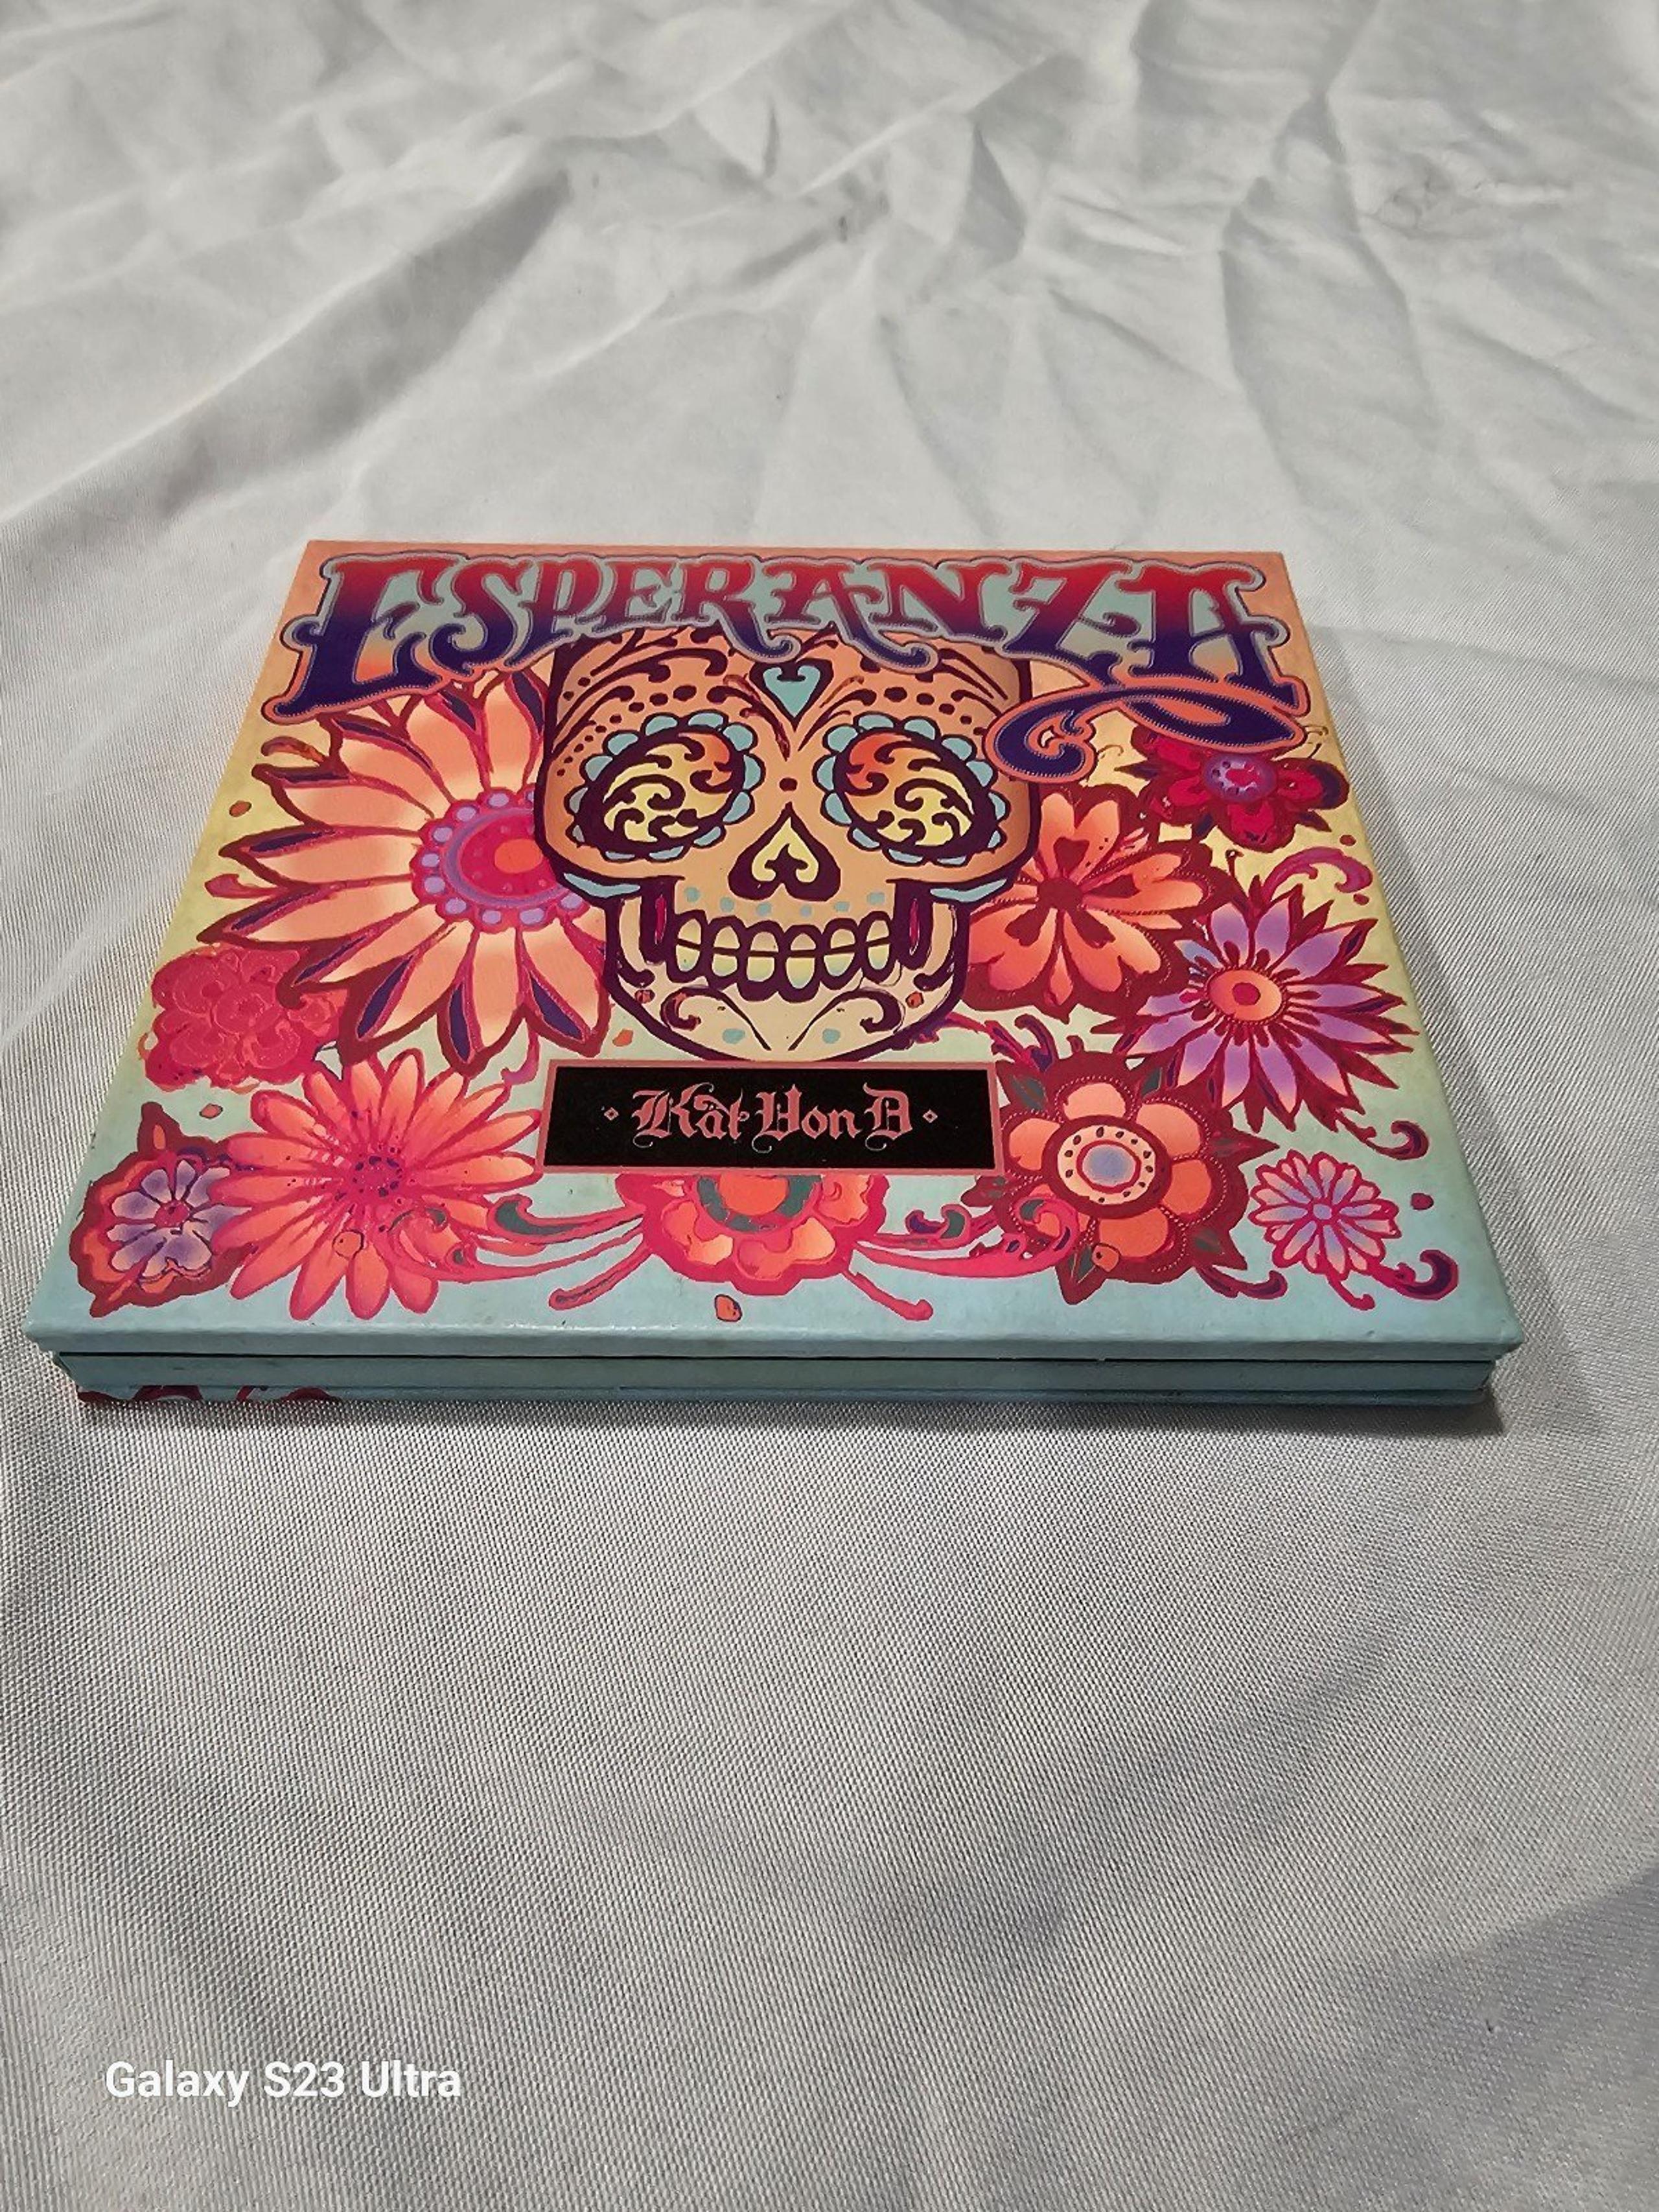 ESPERANZA
Kat Von D
Galaxy S23 Ultra